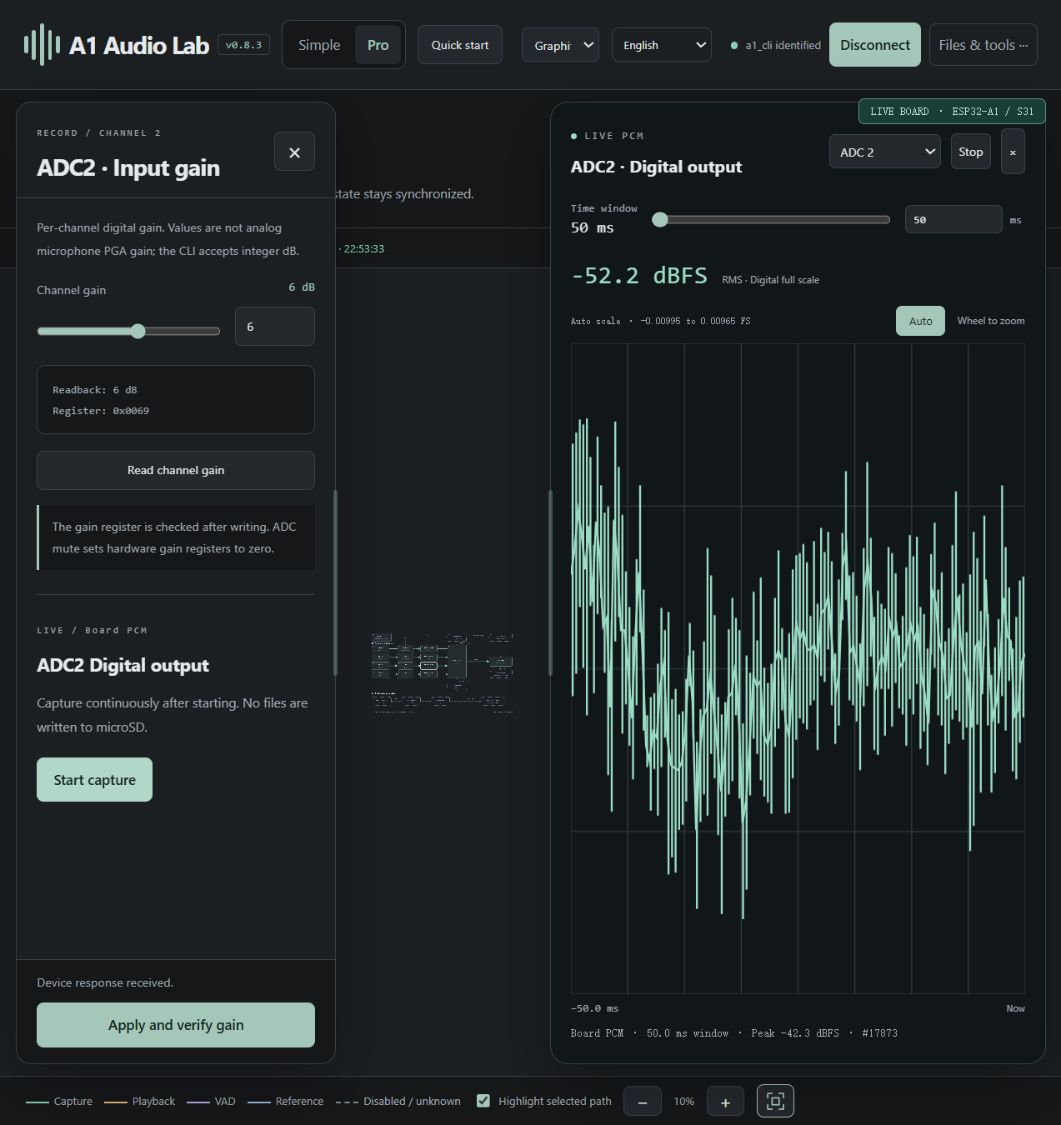 A1 Audio Lab
v0.8.3
Simple
Pro
Quick start
Graphi
English
a1_cli identified
Disconnect
Files & tools ···
RECORD / CHANNEL 2
ADC2 · Input gain
×
Per-channel digital gain. Values are not analog
microphone PGA gain; the CLI accepts integer dB.
Channel gain
6 dB
6
Readback: 6 dB
Register: 0x0069
Read channel gain
The gain register is checked after writing. ADC
mute sets hardware gain registers to zero.
LIVE / Board PCM
ADC2 Digital output
Capture continuously after starting. No files are
written to microSD.
Start capture
Device response received.
Apply and verify gain
state stays synchronized.
· 22:53:33
LIVE BOARD · ESP32-A1 / S31
LIVE PCM
ADC2 · Digital output
ADC 2
Stop
×
Time window
50 ms
50
ms
-52.2 dBFS
RMS · Digital full scale
Auto scale · -0.00995 to 0.00965 FS
Auto
Wheel to zoom
-50.0 ms
Now
Board PCM · 50.0 ms window · Peak -42.3 dBFS · #17873
Capture
Playback
VAD
Reference
Disabled / unknown
Highlight selected path
−
10%
+